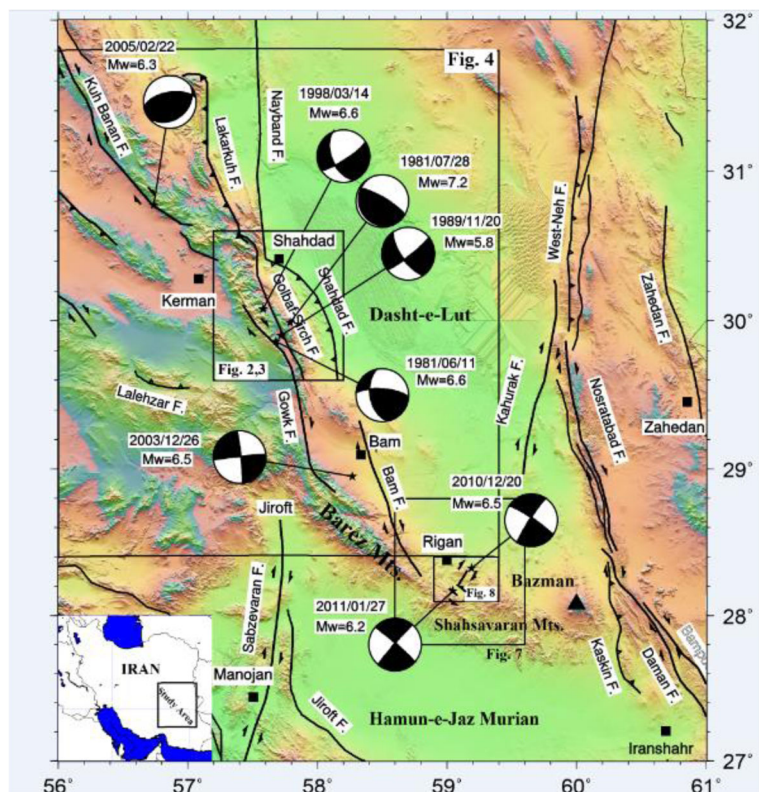 32°
2005/02/22
Mw=6.3
Fig. 4
Kuh Banan F.
Lakarkuh F.
Nayband F.
1998/03/14
Mw=6.6
1981/07/28
Mw=7.2
31°
1989/11/20
Mw=5.8
West-Neh F.
Shahdad
Kerman
Golbaf-Sirch F.
Shahdad F.
Dasht-e-Lut
Zahedan F.
30°
Fig. 2,3
1981/06/11
Mw=6.6
Lalehzar F.
Gowk F.
Kahurak F.
Nosratabad F.
Zahedan
2003/12/26
Mw=6.5
Bam
Bam F.
2010/12/20
Mw=6.5
29°
Jiroft
Barez Mts.
Rigan
Bazman
Fig. 8
Sabzevaran F.
2011/01/27
Mw=6.2
Shahsavaran Mts.
Fig. 7
28°
IRAN
Study Area
Manojan
Jiroft F.
Hamun-e-Jaz Murian
Kaskin F.
Daman F.
Bampo
Iranshahr
27°
56° 57° 58° 59° 60° 61°